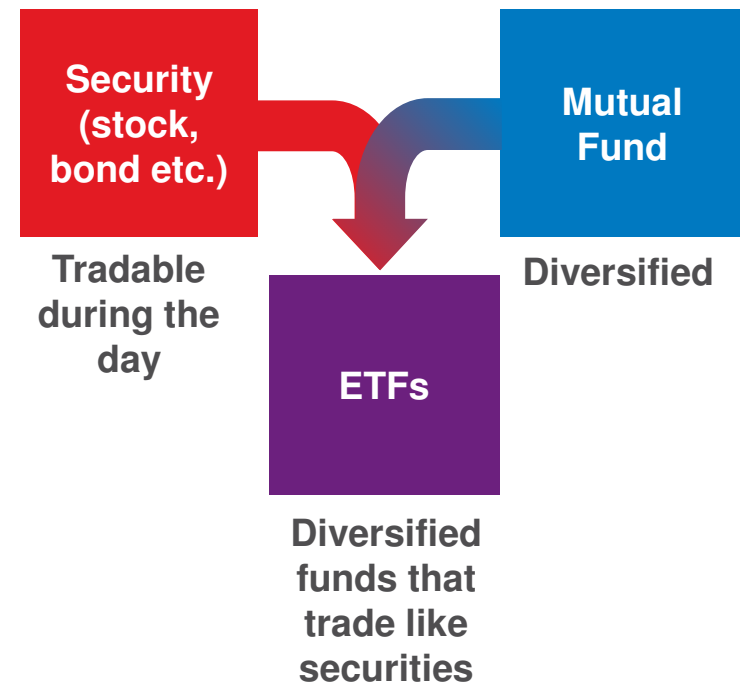 Security
(stock,
bond etc.)
Tradable
during the
day
Mutual
Fund
Diversified
ETFs
Diversified
funds that
trade like
securities